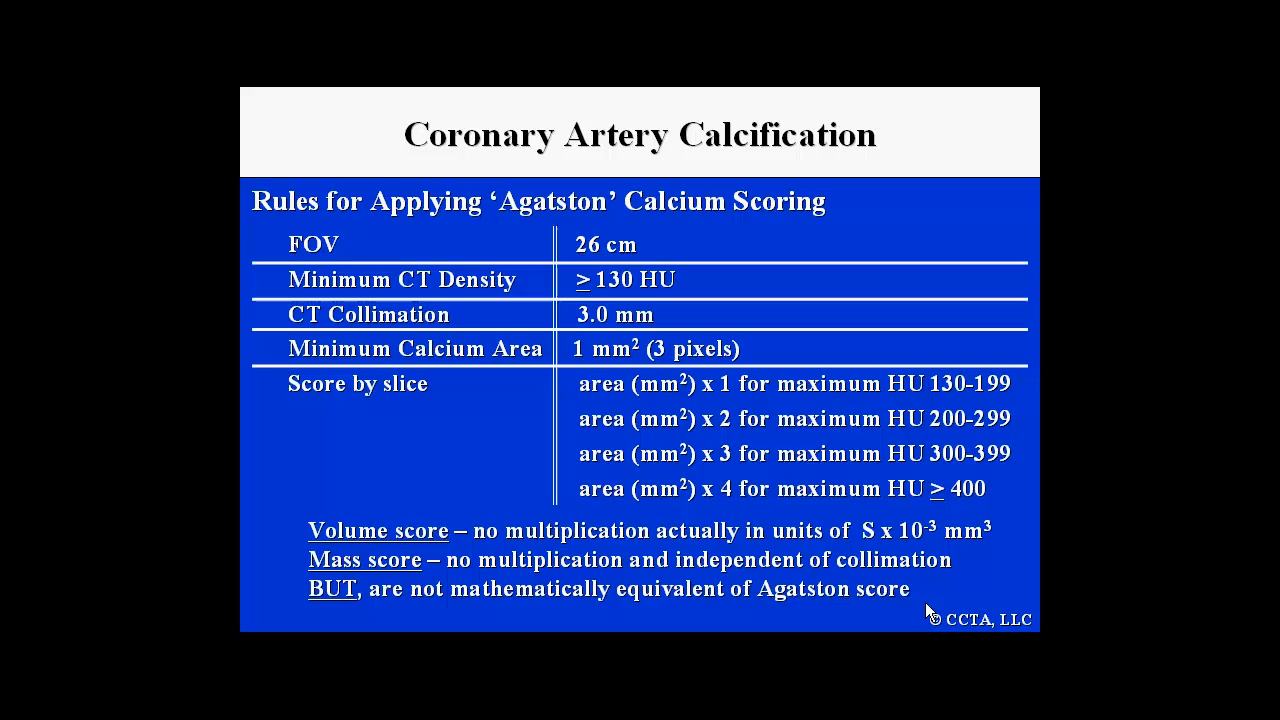 Coronary Artery Calcification
Rules for Applying ‘Agatston’ Calcium Scoring
FOV 26 cm
Minimum CT Density ≥ 130 HU
CT Collimation 3.0 mm
Minimum Calcium Area 1 mm² (3 pixels)
Score by slice area (mm²) x 1 for maximum HU 130-199
area (mm²) x 2 for maximum HU 200-299
area (mm²) x 3 for maximum HU 300-399
area (mm²) x 4 for maximum HU ≥ 400
Volume score – no multiplication actually in units of S x 10⁻³ mm³
Mass score – no multiplication and independent of collimation
BUT, are not mathematically equivalent of Agatston score
© CCTA, LLC